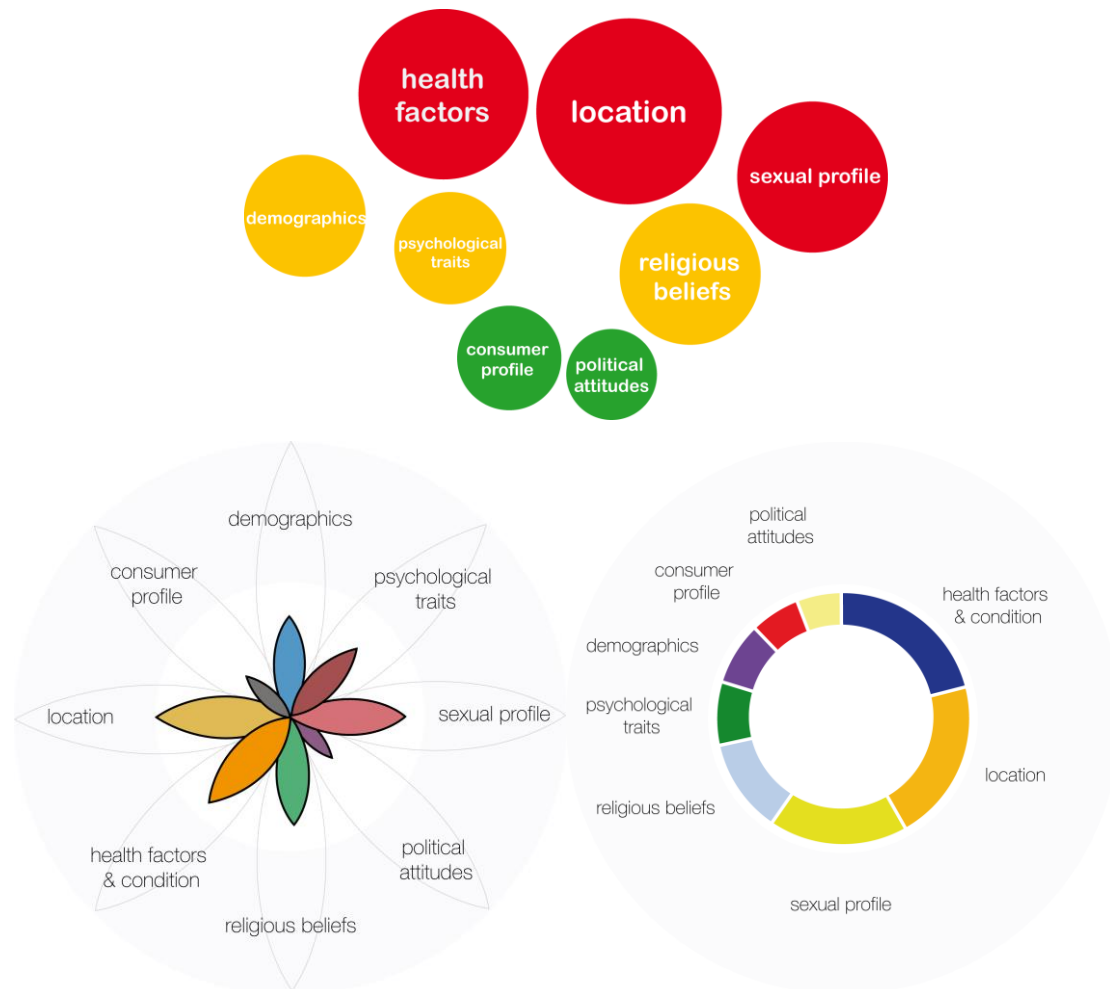 health
factors
location
sexual profile
demographics
psychological
traits
religious
beliefs
consumer
profile
political
attitudes
demographics
consumer
profile
psychological
traits
location
sexual profile
health factors
& condition
political
attitudes
religious beliefs
political
attitudes
consumer
profile
health factors
& condition
demographics
psychological
traits
location
religious beliefs
sexual profile